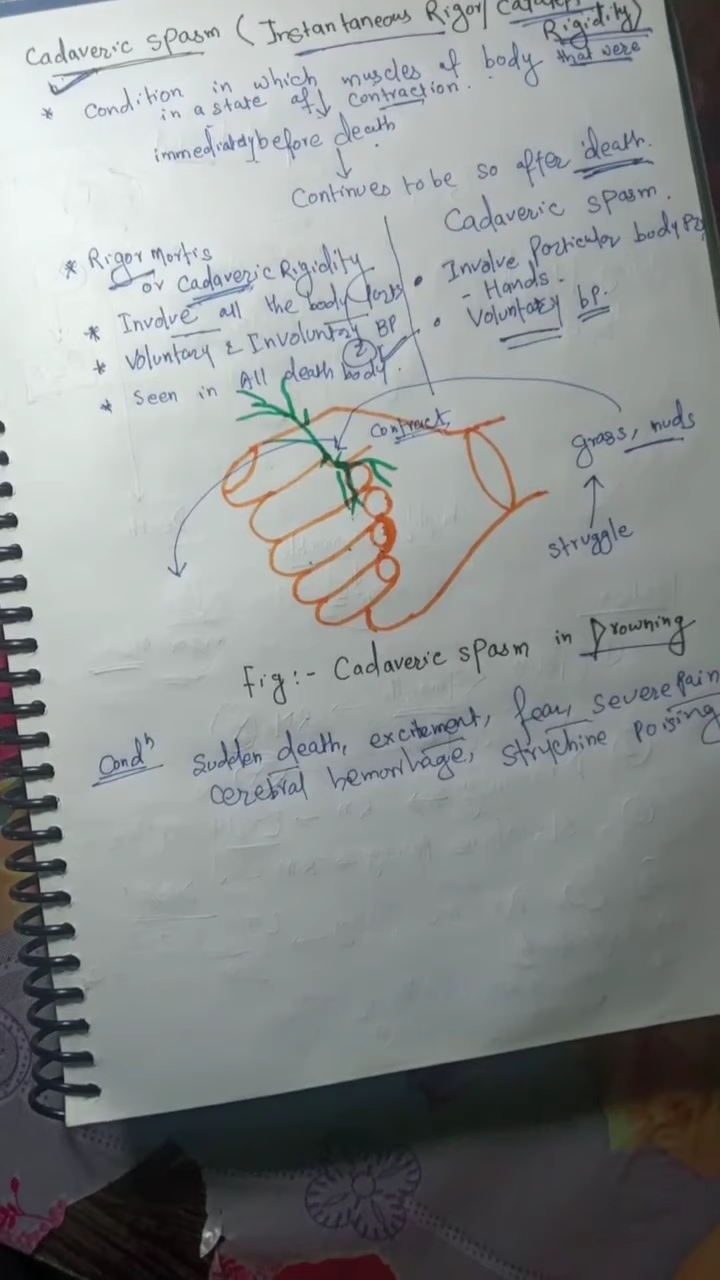 Cadaveric spasm (Instantaneous Rigor/
Rigidity)
* Condition in which muscles of body that were
in a state of contraction.
immediately before death
Continues to be so after death.
* Rigor Mortis
or Cadaveric Rigidity
* Involve all the body parts
* Voluntary & Involuntary BP
* Seen in All death body.
Cadaveric spasm.
• Involve Particular body
- Hands -
• Voluntary bp.
contract
grass, muds
struggle
Fig:- Cadaveric spasm in Drowning
Condⁿ Sudden death, excitement, fear, severe pain
cerebral hemorrhage, strychine Poising